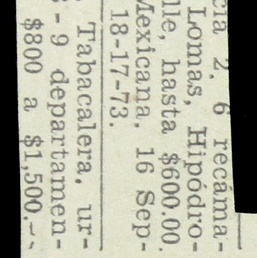 2. 6 recáma-
Lomas, Hipódro-
hasta $600.00.
Mexicana, 16 Sep-
18-17-73.
Tabacalera, ur-
- 9 departamen-
$800 a $1,500.--